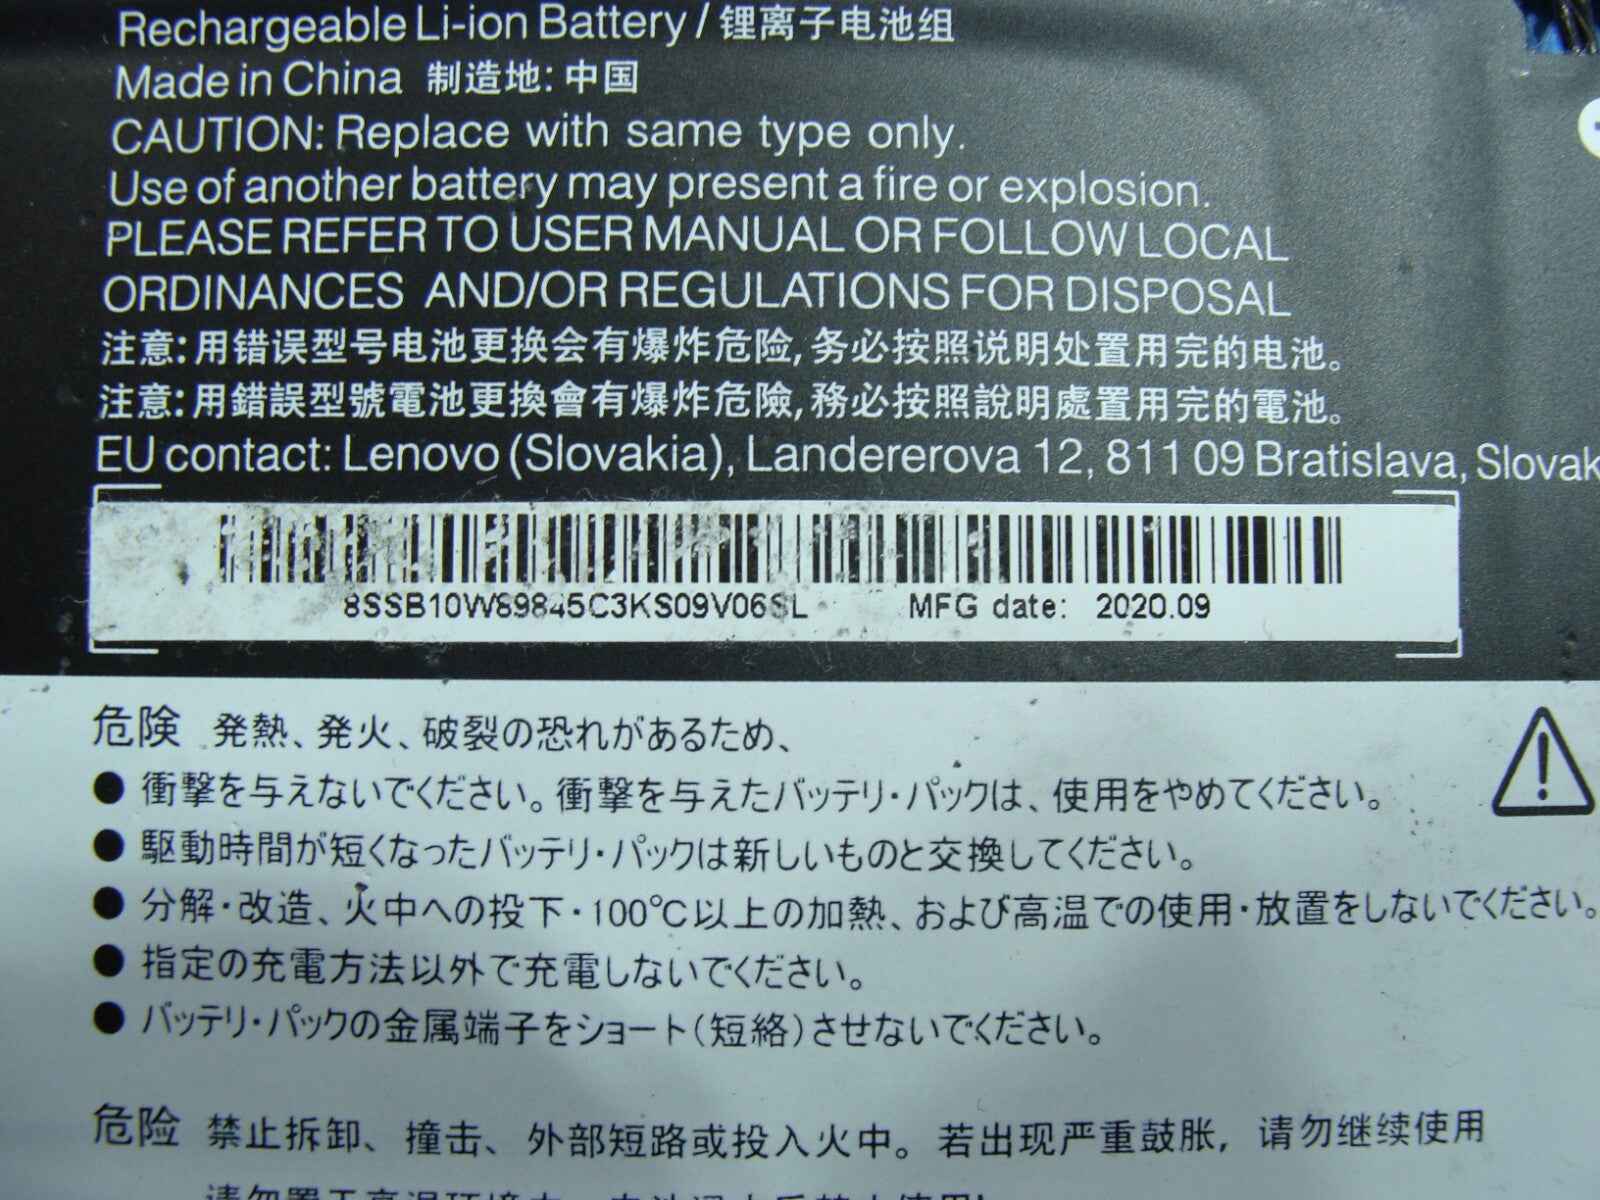 Rechargeable Li-ion Battery / 锂离子电池组
Made in China 制造地: 中国
CAUTION: Replace with same type only.
Use of another battery may present a fire or explosion.
PLEASE REFER TO USER MANUAL OR FOLLOW LOCAL
ORDINANCES AND/OR REGULATIONS FOR DISPOSAL
注意: 用错误型号电池更换会有爆炸危险, 务必按照说明处置用完的电池。
注意: 用錯誤型號電池更換會有爆炸危險, 務必按照說明處置用完的電池。
EU contact: Lenovo (Slovakia), Landererova 12, 811 09 Bratislava, Slovak
MFG date: 2020.09
危険 発熱、発火、破裂の恐れがあるため、
● 衝撃を与えないでください。衝撃を与えたバッテリ・パックは、使用をやめてください。
● 駆動時間が短くなったバッテリ・パックは新しいものと交換してください。
● 分解・改造、火中への投下・100℃以上の加熱、および高温での使用・放置をしないでください。
● 指定の充電方法以外で充電しないでください。
● バッテリ・パックの金属端子をショート(短絡)させないでください。
危险 禁止拆卸、撞击、外部短路或投入火中。若出现严重鼓胀, 请勿继续使用